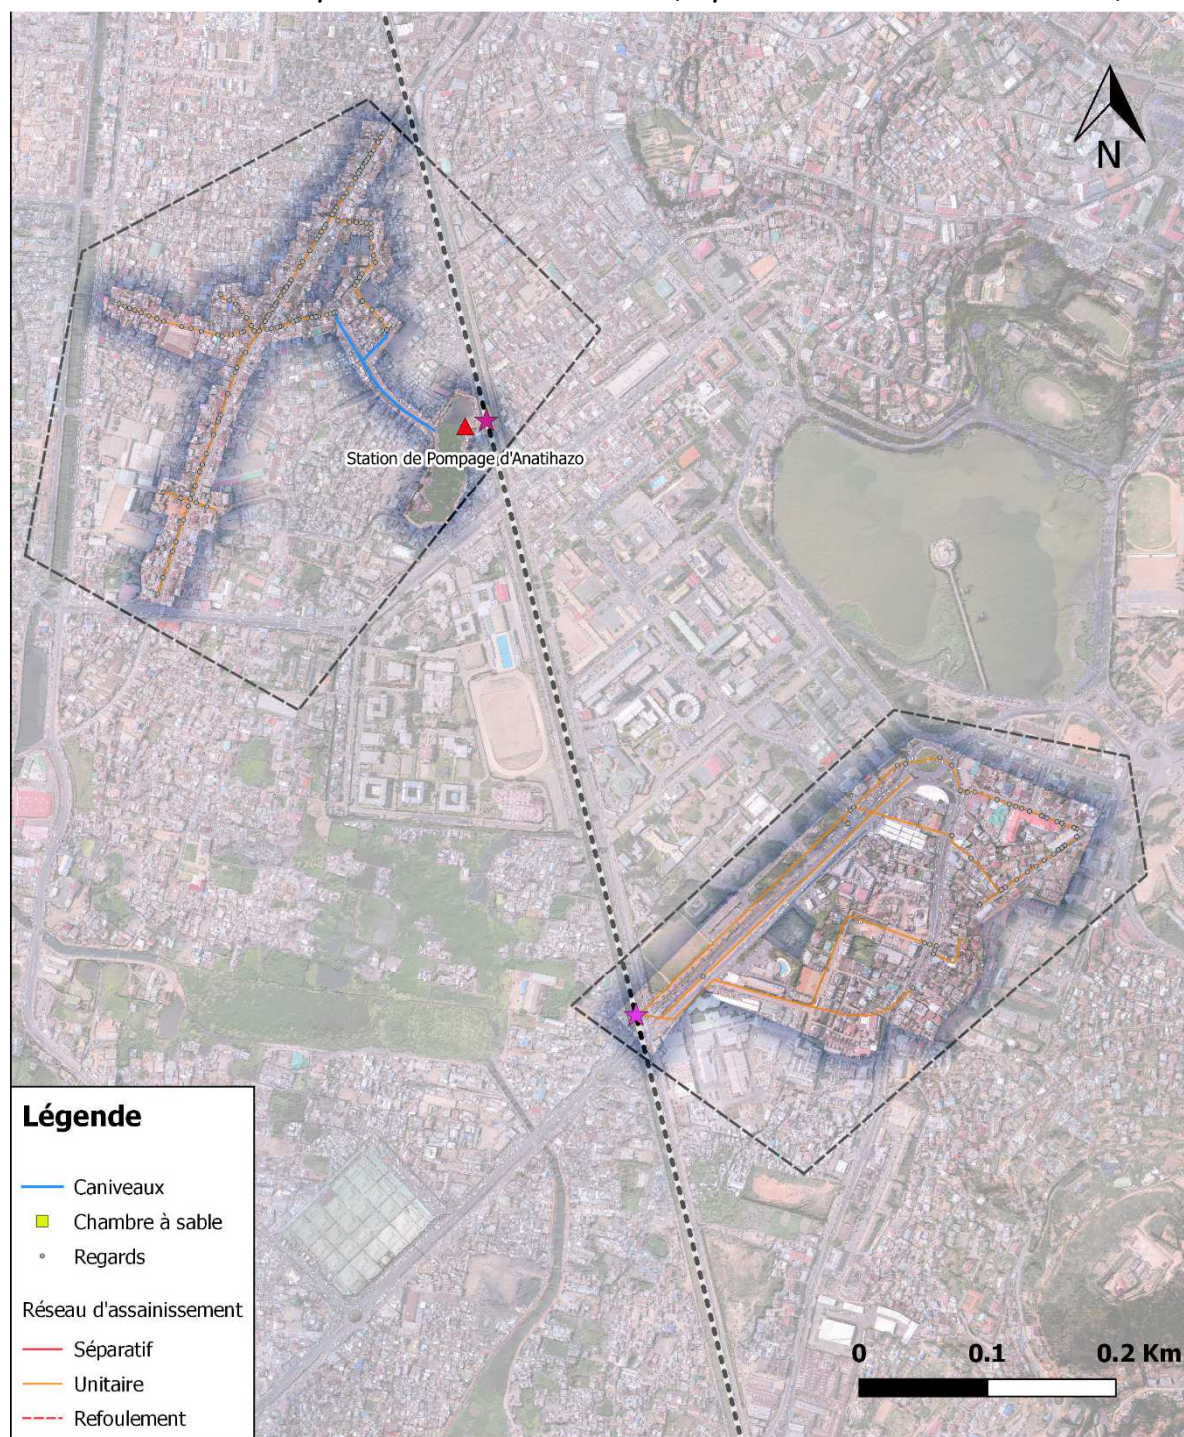 N
Station de Pompage d'Anatihazo
Légende
Caniveaux
Chambre à sable
Regards
Réseau d'assainissement
Séparatif
Unitaire
Refoulement
0 0.1 0.2 Km